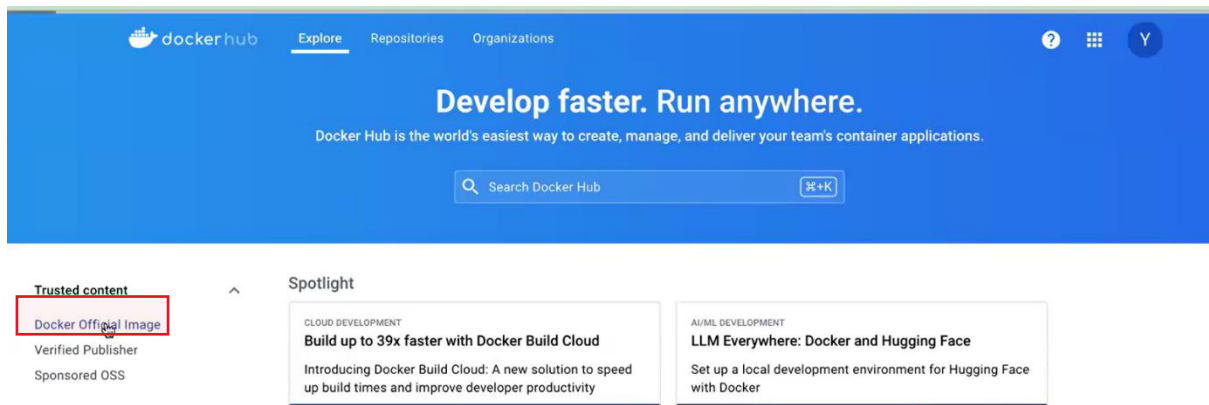 dockerhub
Explore
Repositories
Organizations
?
Y
Develop faster. Run anywhere.
Docker Hub is the world's easiest way to create, manage, and deliver your team's container applications.
Search Docker Hub
⌘+K
Trusted content
Docker Official Image
Verified Publisher
Sponsored OSS
Spotlight
CLOUD DEVELOPMENT
Build up to 39x faster with Docker Build Cloud
Introducing Docker Build Cloud: A new solution to speed
up build times and improve developer productivity
AI/ML DEVELOPMENT
LLM Everywhere: Docker and Hugging Face
Set up a local development environment for Hugging Face
with Docker